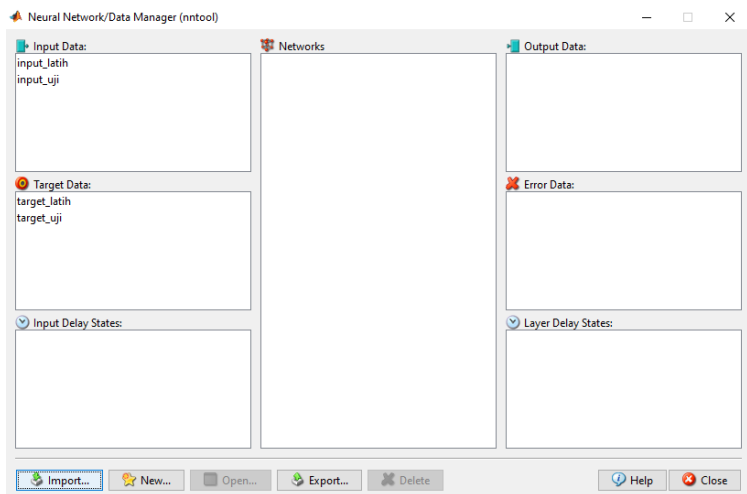 Neural Network/Data Manager (nntool)
Input Data:
input_latih
input_uji
Networks
Output Data:
Target Data:
target_latih
target_uji
Error Data:
Input Delay States:
Layer Delay States:
Import... New... Open... Export... Delete Help Close